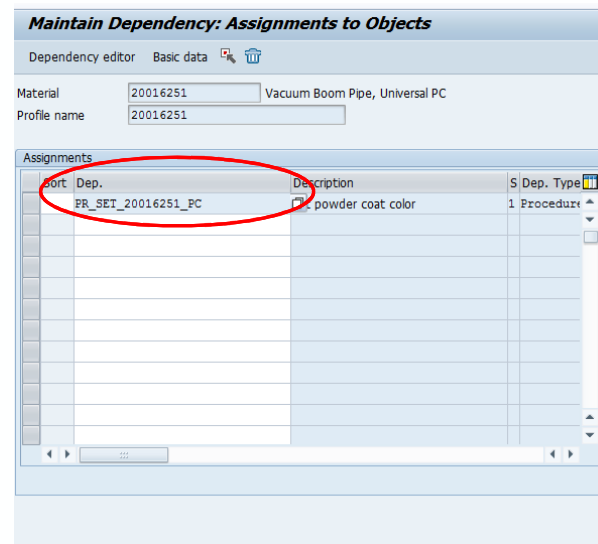 Maintain Dependency: Assignments to Objects
Dependency editor Basic data
Material 20016251 Vacuum Boom Pipe, Universal PC
Profile name 20016251
Assignments
Sort Dep. Description S Dep. Type
PR_SET_20016251_PC powder coat color 1 Procedure